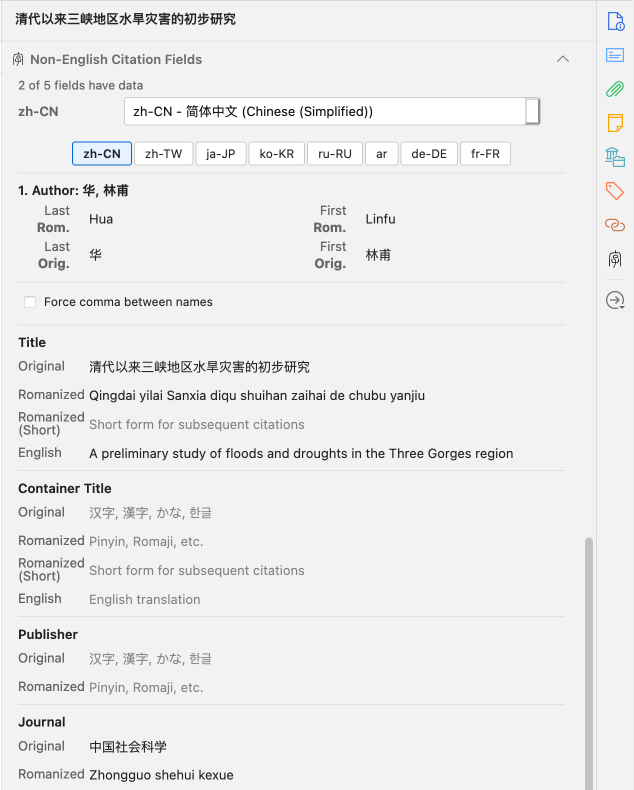 清代以来三峡地区水旱灾害的初步研究
Non-English Citation Fields
2 of 5 fields have data
zh-CN zh-CN - 简体中文 (Chinese (Simplified))
zh-CN zh-TW ja-JP ko-KR ru-RU ar de-DE fr-FR
1. Author: 华, 林甫
Last Rom. Hua First Rom. Linfu
Last Orig. 华 First Orig. 林甫
Force comma between names
Title
Original 清代以来三峡地区水旱灾害的初步研究
Romanized Qingdai yilai Sanxia diqu shuihan zaihai de chubu yanjiu
Romanized (Short) Short form for subsequent citations
English A preliminary study of floods and droughts in the Three Gorges region
Container Title
Original 汉字, 漢字, かな, 한글
Romanized Pinyin, Romaji, etc.
Romanized (Short) Short form for subsequent citations
English English translation
Publisher
Original 汉字, 漢字, かな, 한글
Romanized Pinyin, Romaji, etc.
Journal
Original 中国社会科学
Romanized Zhongguo shehui kexue